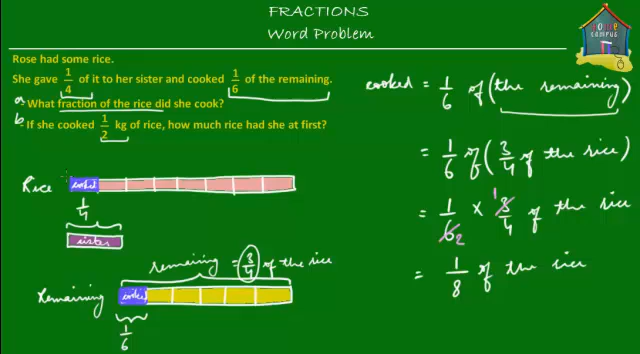 FRACTIONS
Word Problem
home campus
Rose had some rice.
She gave 1/4 of it to her sister and cooked 1/6 of the remaining.
a. What fraction of the rice did she cook?
b. If she cooked 1/2 kg of rice, how much rice had she at first?
cooked = 1/6 of (the remaining)
= 1/6 of (3/4 of the rice)
= 1/6 2 × 1 3/4 of the rice
= 1/8 of the rice
Rice cooked
1/4
sister
remaining = 3/4 of the rice
Remaining cooked
1/6